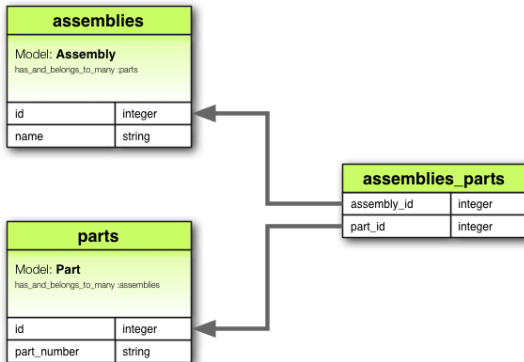 assemblies
Model: Assembly
has_and_belongs_to_many :parts
id integer
name string
assemblies_parts
assembly_id integer
part_id integer
parts
Model: Part
has_and_belongs_to_many :assemblies
id integer
part_number string